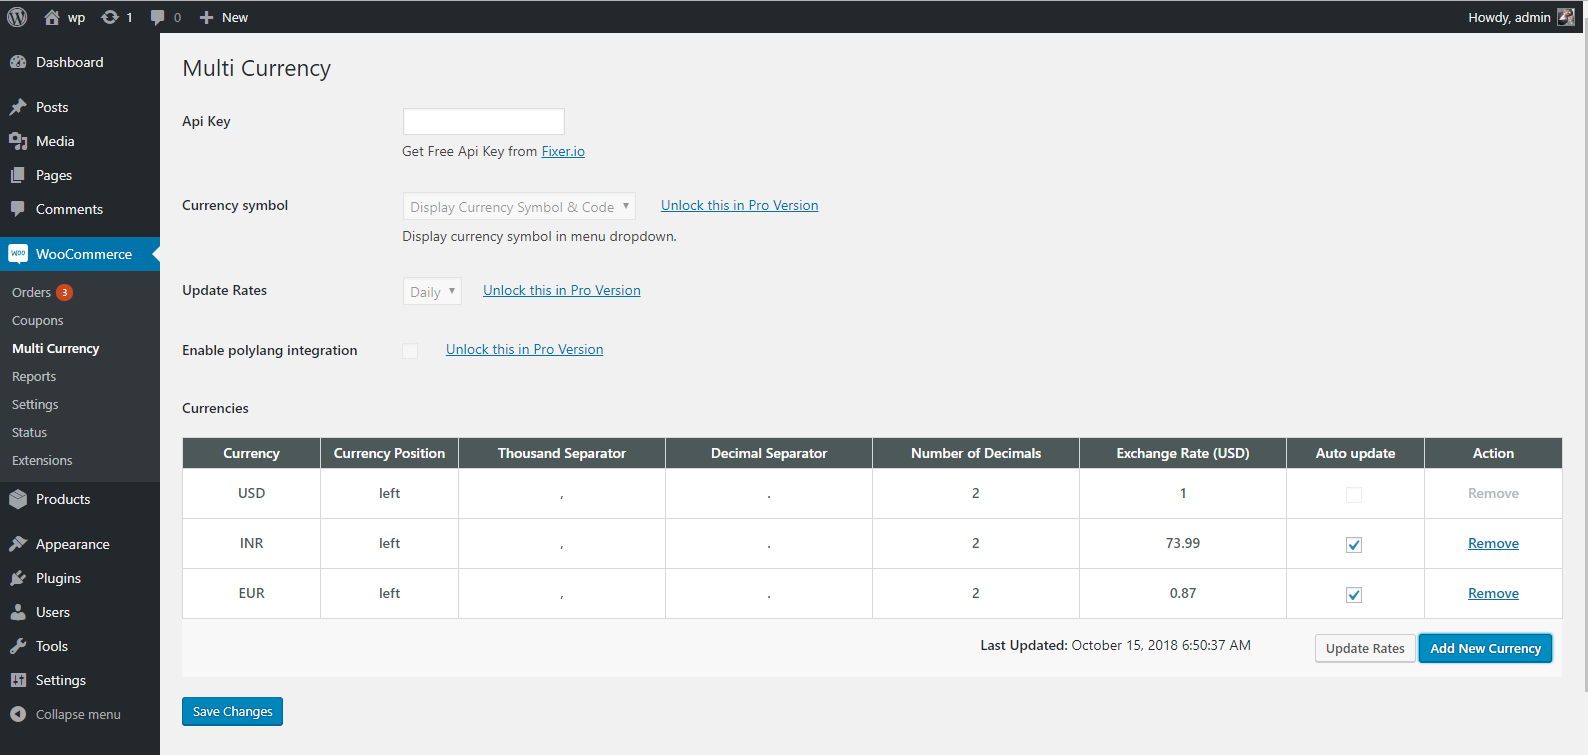 wp 1 0 New Howdy, admin
Dashboard
Posts
Media
Pages
Comments
WooCommerce
Orders 3
Coupons
Multi Currency
Reports
Settings
Status
Extensions
Products
Appearance
Plugins
Users
Tools
Settings
Collapse menu
Multi Currency
Api Key
Get Free Api Key from Fixer.io
Currency symbol Display Currency Symbol & Code Unlock this in Pro Version
Display currency symbol in menu dropdown.
Update Rates Daily Unlock this in Pro Version
Enable polylang integration Unlock this in Pro Version
Currencies
Currency Currency Position Thousand Separator Decimal Separator Number of Decimals Exchange Rate (USD) Auto update Action
USD left , . 2 1 Remove
INR left , . 2 73.99 Remove
EUR left , . 2 0.87 Remove
Last Updated: October 15, 2018 6:50:37 AM Update Rates Add New Currency
Save Changes